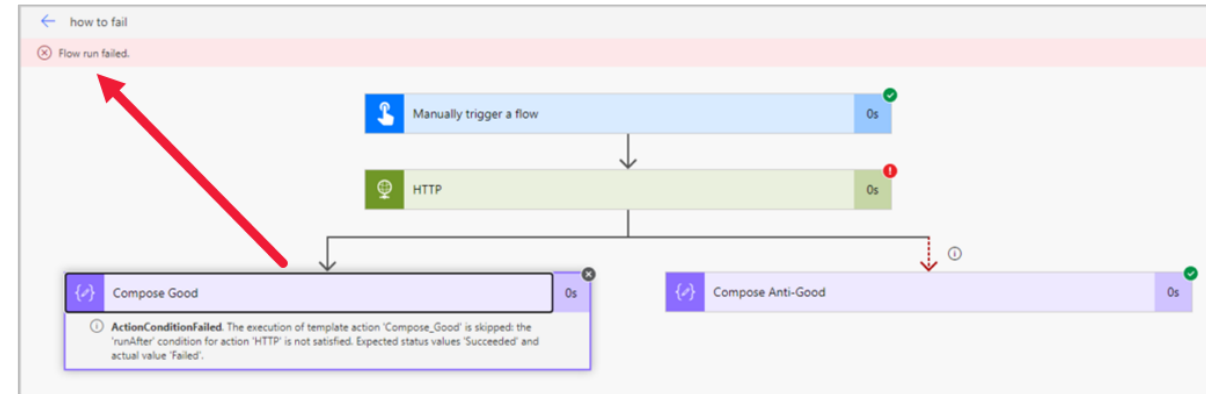 how to fail
Flow run failed.
Manually trigger a flow
0s
HTTP
0s
Compose Good
0s
ActionConditionFailed. The execution of template action 'Compose_Good' is skipped: the
'runAfter' condition for action 'HTTP' is not satisfied. Expected status values 'Succeeded' and
actual value 'Failed'.
Compose Anti-Good
0s